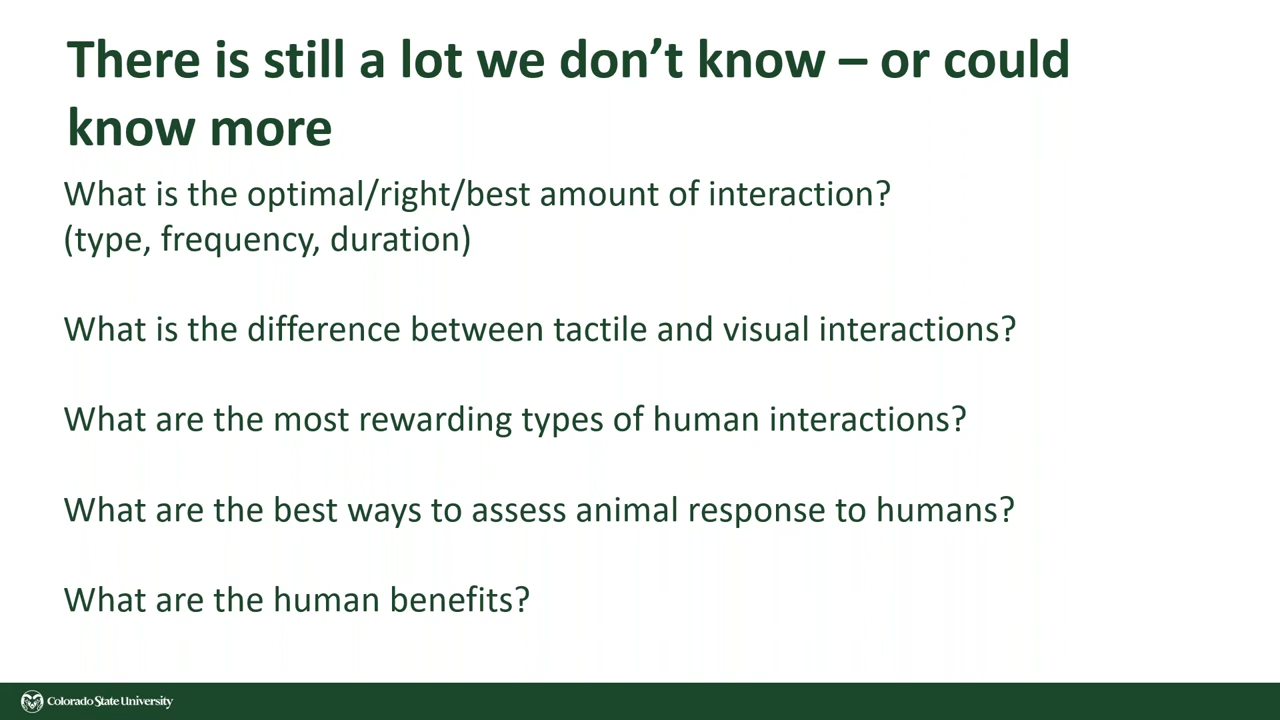 There is still a lot we don’t know – or could
know more
What is the optimal/right/best amount of interaction?
(type, frequency, duration)
What is the difference between tactile and visual interactions?
What are the most rewarding types of human interactions?
What are the best ways to assess animal response to humans?
What are the human benefits?
Colorado State University